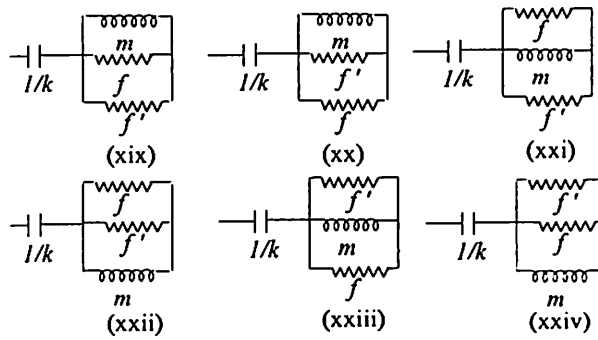 m
1/k
f
f'
(xix)
m
1/k
f'
f
(xx)
f
1/k
m
f'
(xxi)
f
1/k
f'
m
(xxii)
f'
1/k
m
f
(xxiii)
f'
1/k
f
m
(xxiv)